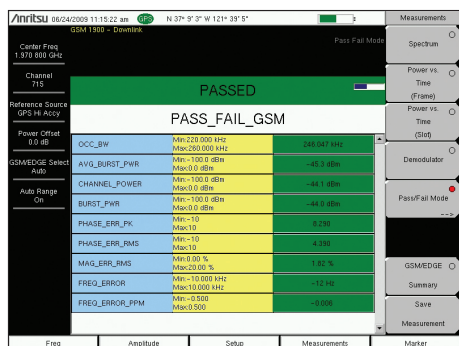 Anritsu 06/24/2009 11:15:22 am GPS N 37° 9' 3" W 121° 39' 5"
Measurements
GSM 1900 - Downlink
Pass Fail Mode
Center Freq
1.970 800 GHz
Channel
715
Reference Source
GPS Hi Accy
Power Offset
0.0 dB
GSM/EDGE Select
Auto
Auto Range
On
PASSED
PASS_FAIL_GSM
OCC_BW Min:220.000 kHz Max:260.000 kHz 246.047 kHz
AVG_BURST_PWR Min:-100.0 dBm Max:0.0 dBm -45.3 dBm
CHANNEL_POWER Min:-100.0 dBm Max:0.0 dBm -44.1 dBm
BURST_PWR Min:-100.0 dBm Max:0.0 dBm -44.0 dBm
PHASE_ERR_PK Min:-10 Max:10 8.290
PHASE_ERR_RMS Min:-10 Max:10 4.390
MAG_ERR_RMS Min:0.00 % Max:20.00 % 1.82 %
FREQ_ERROR Min:-10.000 kHz Max:10.000 kHz -12 Hz
FREQ_ERROR_PPM Min:-0.500 Max:0.500 -0.006
Spectrum
Power vs.
Time
(Frame)
Power vs.
Time
(Slot)
Demodulator
Pass/Fail Mode
-->
GSM/EDGE
Summary
Save
Measurement
Freq Amplitude Setup Measurements Marker